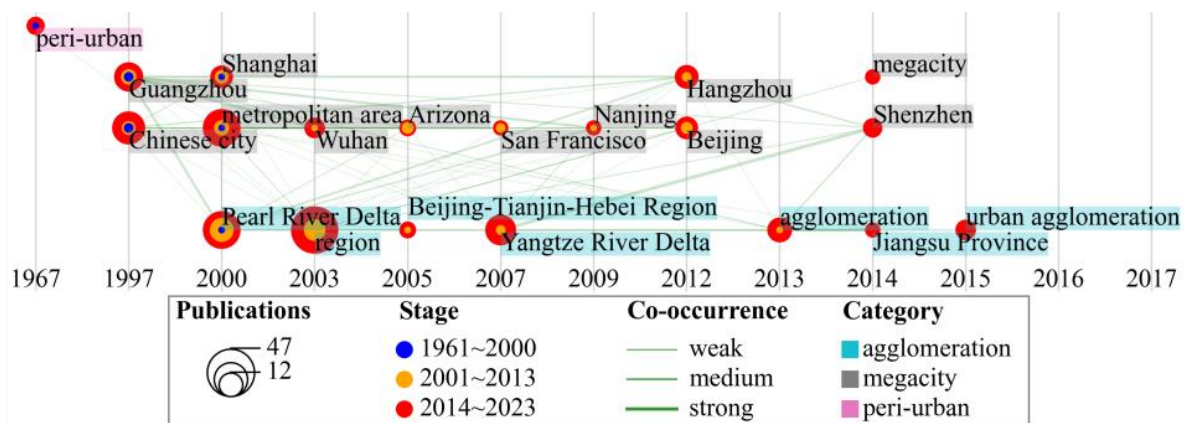 peri-urban
Shanghai
megacity
Guangzhou
Hangzhou
metropolitan area Arizona
Nanjing
Shenzhen
Chinese city
Wuhan
San Francisco
Beijing
Beijing-Tianjin-Hebei Region
Pearl River Delta
agglomeration
urban agglomeration
region
Yangtze River Delta
Jiangsu Province
1967 1997 2000 2003 2005 2007 2009 2012 2013 2014 2015 2016 2017
Publications Stage Co-occurrence Category
47
12
1961~2000 weak agglomeration
2001~2013 medium megacity
2014~2023 strong peri-urban